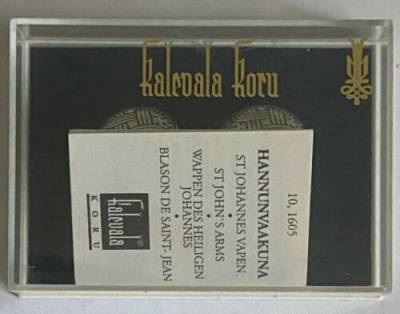 Kalevala Koru
10, 1605
HANNUNVAAKUNA
•
ST JOHANNES VAPEN
•
ST JOHN'S ARMS
•
WAPPEN DES HEILIGEN
JOHANNES
•
BLASON DE SAINT-JEAN
Kalevala®
KORU